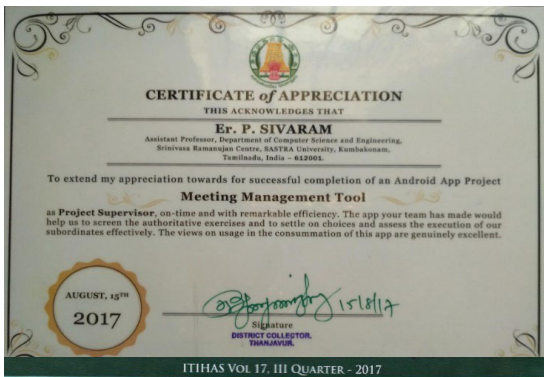 CERTIFICATE of APPRECIATION
THIS ACKNOWLEDGES THAT
Er. P. SIVARAM
Assistant Professor, Department of Computer Science and Engineering,
Srinivasa Ramanujan Centre, SASTRA University, Kumbakonam,
Tamilnadu, India – 612001.
To extend my appreciation towards for successful completion of an Android App Project
Meeting Management Tool
as Project Supervisor, on-time and with remarkable efficiency. The app your team has made would
help us to screen the authoritative exercises and to settle on choices and assess the execution of our
subordinates effectively. The views on usage in the consummation of this app are genuinely excellent.
AUGUST, 15TH
2017
15/8/17
Signature
DISTRICT COLLECTOR,
THANJAVUR.
ITIHAS VOL 17, III QUARTER - 2017